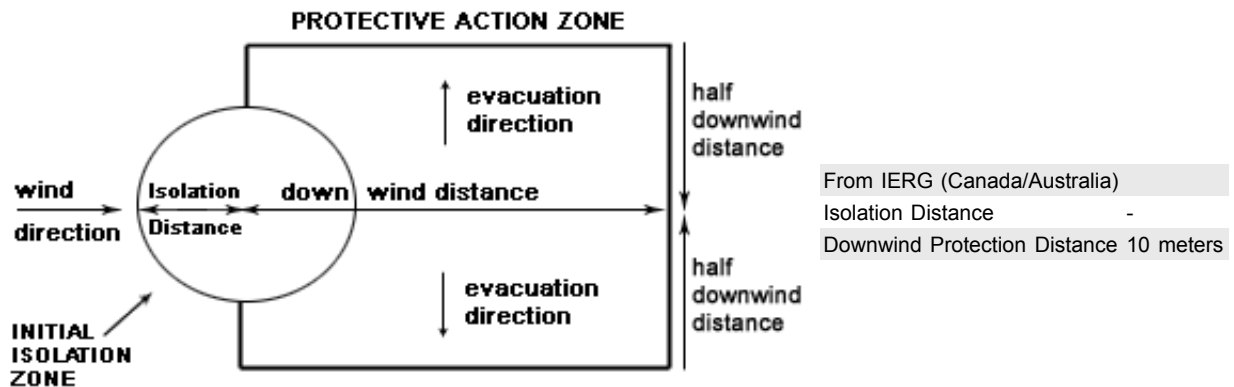 PROTECTIVE ACTION ZONE
evacuation
direction
half
downwind
distance
wind
direction
Isolation
Distance
down wind distance
evacuation
direction
half
downwind
distance
INITIAL
ISOLATION
ZONE
From IERG (Canada/Australia)
Isolation Distance -
Downwind Protection Distance 10 meters